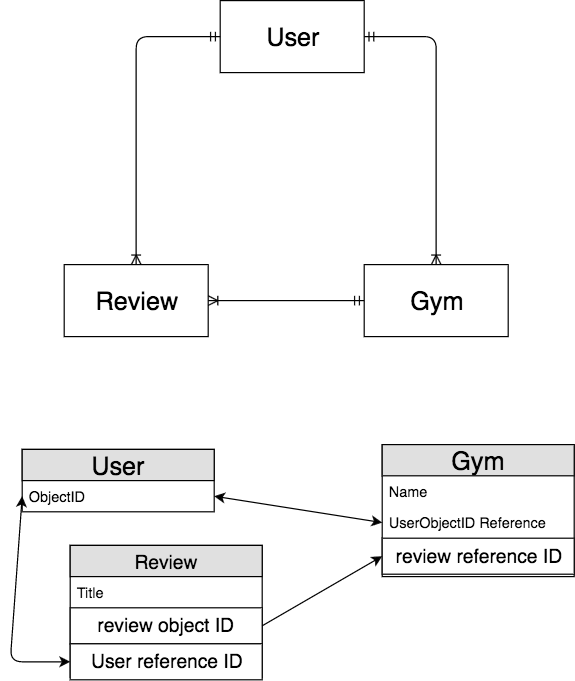 User
Review
Gym
User
ObjectID
Gym
Name
UserObjectID Reference
review reference ID
Review
Title
review object ID
User reference ID